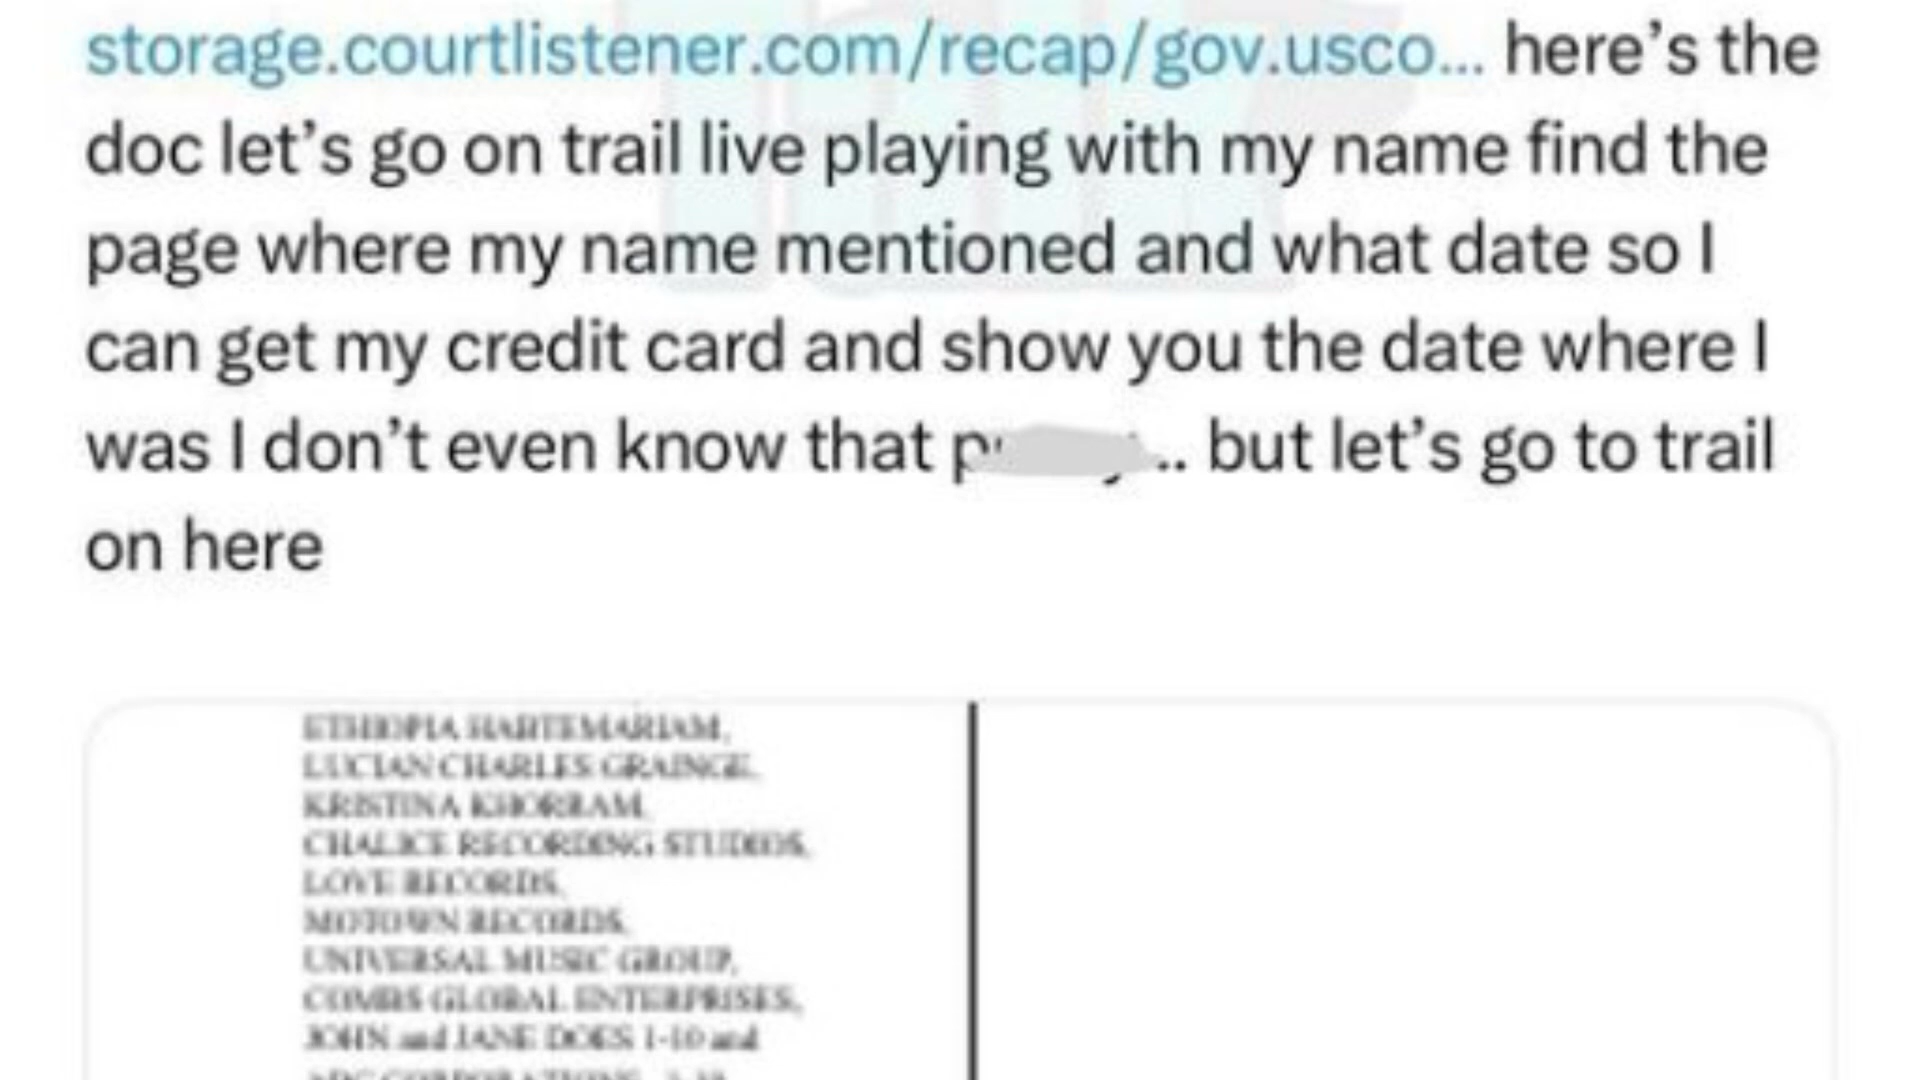 storage.courtlistener.com/recap/gov.usco... here’s the
doc let’s go on trail live playing with my name find the
page where my name mentioned and what date so I
can get my credit card and show you the date where I
was I don’t even know that .. but let’s go to trail
on here
ETHIOPIA HABTEMARIAM,
LUCIAN CHARLES GRAINGE,
KRISTINA KHORRAM,
CHALICE RECORDING STUDIOS,
LOVE RECORDS,
MOTOWN RECORDS,
UNIVERSAL MUSIC GROUP,
COMBS GLOBAL ENTERPRISES,
JOHN and JANE DOES 1-10 and